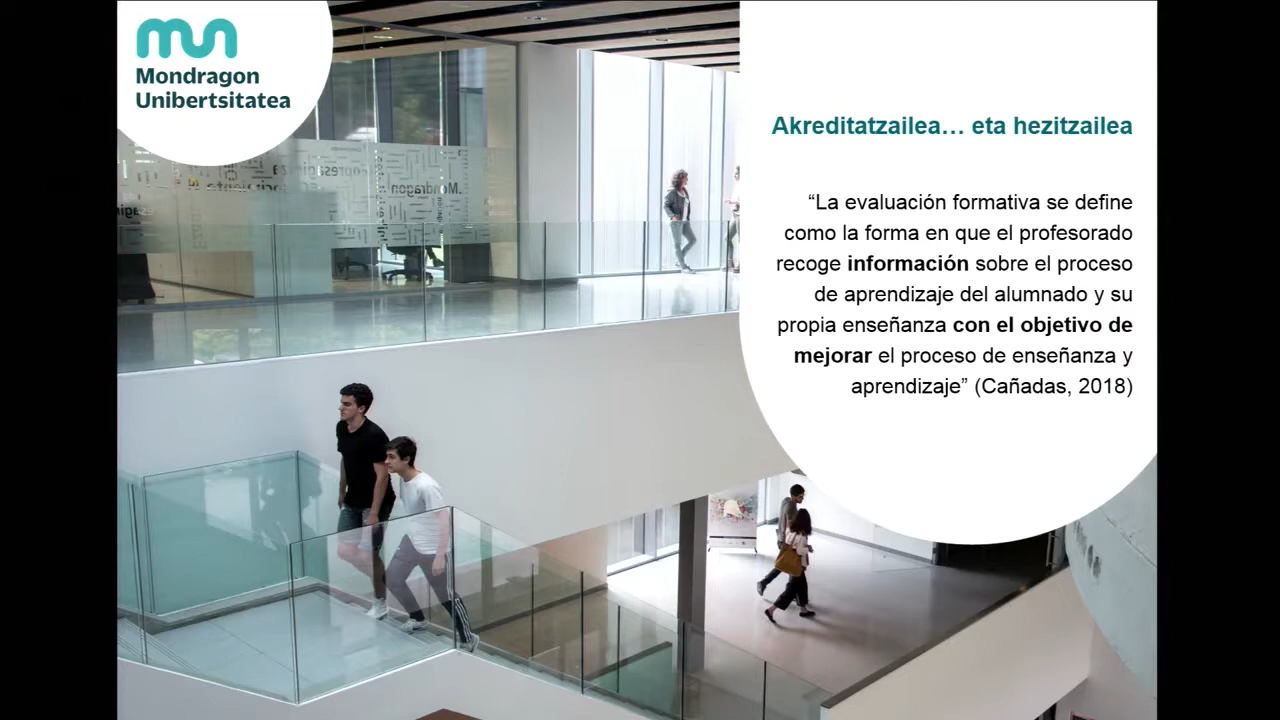 Mondragon
Unibertsitatea
Akreditatzailea… eta hezitzailea
“La evaluación formativa se define
como la forma en que el profesorado
recoge información sobre el proceso
de aprendizaje del alumnado y su
propia enseñanza con el objetivo de
mejorar el proceso de enseñanza y
aprendizaje” (Cañadas, 2018)
Mondragon